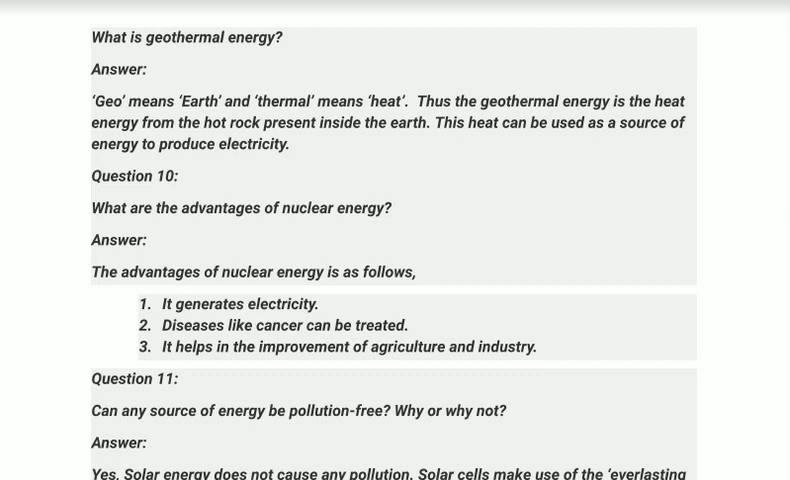 What is geothermal energy?
Answer:
‘Geo’ means ‘Earth’ and ‘thermal’ means ‘heat’.  Thus the geothermal energy is the heat
energy from the hot rock present inside the earth. This heat can be used as a source of
energy to produce electricity.
Question 10:
What are the advantages of nuclear energy?
Answer:
The advantages of nuclear energy is as follows,
1. It generates electricity.
2. Diseases like cancer can be treated.
3. It helps in the improvement of agriculture and industry.
Question 11:
Can any source of energy be pollution-free? Why or why not?
Answer:
Yes, Solar energy does not cause any pollution. Solar cells make use of the ‘everlasting